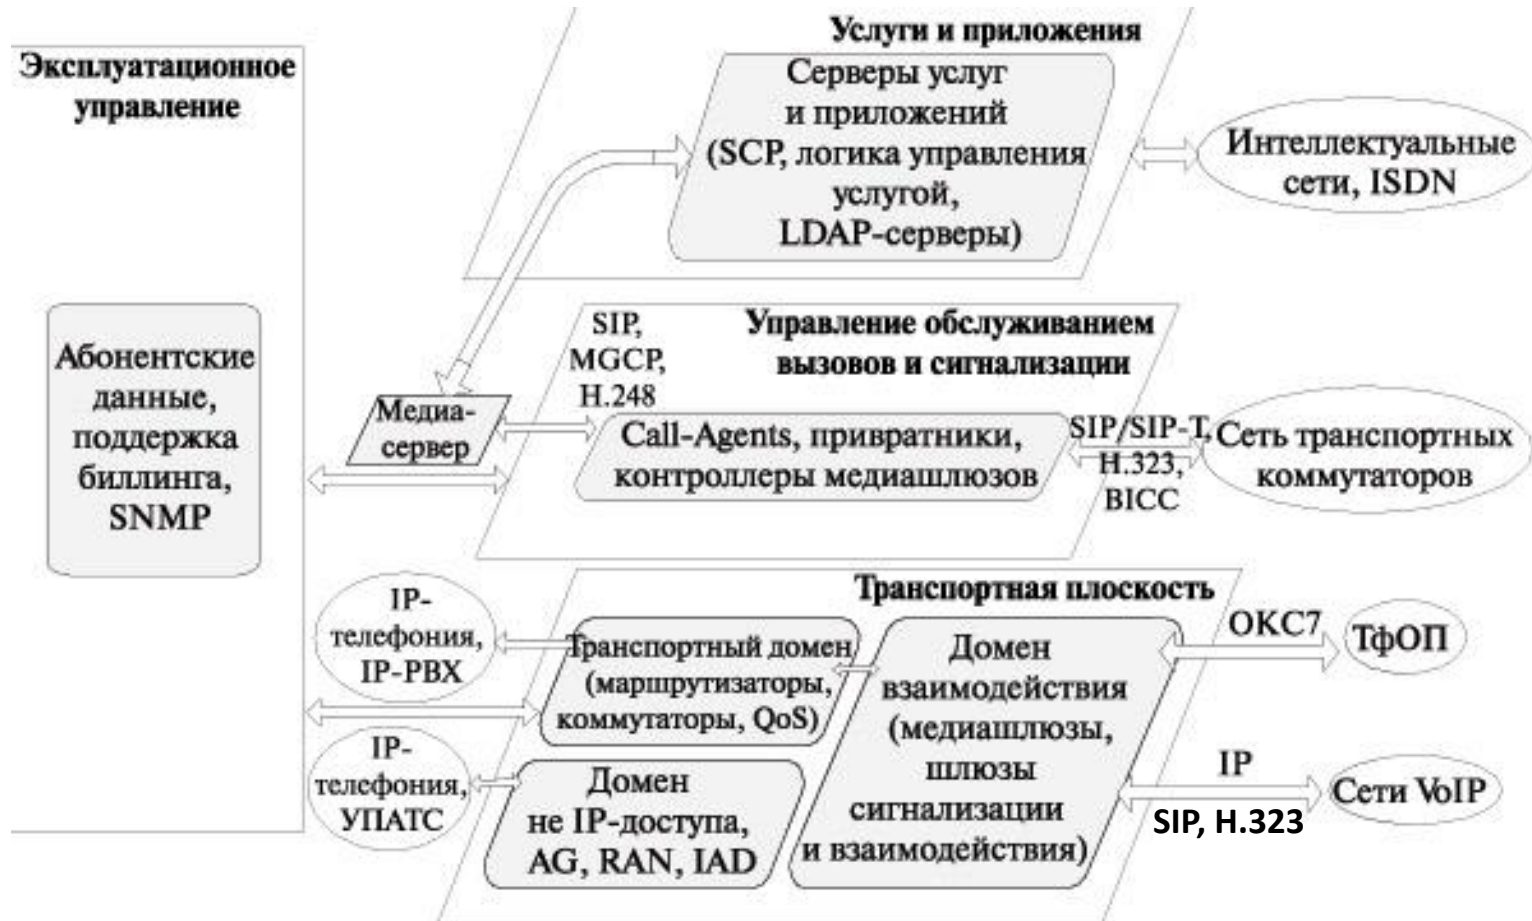 Эксплуатационное
управление
Абонентские
данные,
поддержка
биллинга,
SNMP
Услуги и приложения
Серверы услуг
и приложений
(SCP, логика управления
услугой,
LDAP-серверы)
Интеллектуальные
сети, ISDN
Управление обслуживанием
вызовов и сигнализации
SIP,
MGCP,
H.248
Медиа-
сервер
Call-Agents, привратники,
контроллеры медиашлюзов
SIP/SIP-T,
H.323,
BICC
Сеть транспортных
коммутаторов
Транспортная плоскость
IP-
телефония,
IP-PBX
Транспортный домен
(маршрутизаторы,
коммутаторы, QoS)
IP-
телефония,
УПАТС
Домен
не IP-доступа,
AG, RAN, IAD
Домен
взаимодействия
(медиашлюзы,
шлюзы
сигнализации
и взаимодействия)
ОКС7
ТфОП
IP
SIP, H.323
Сети VoIP